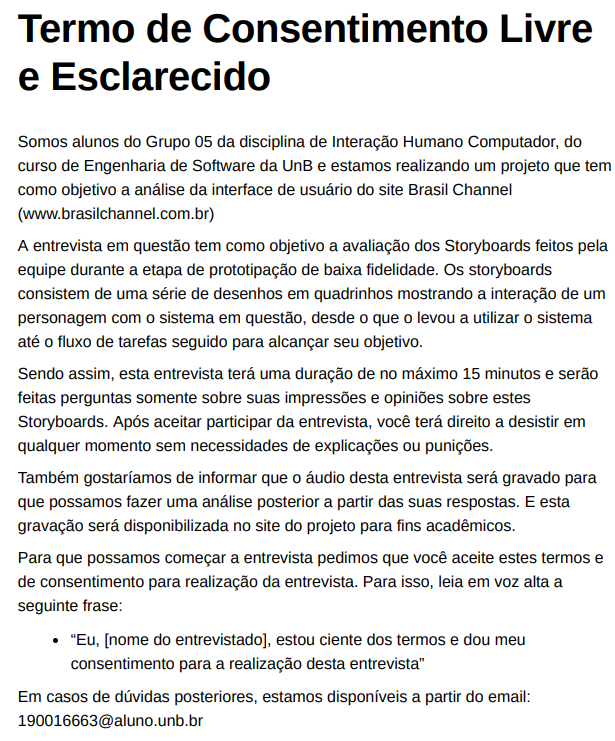 Termo de Consentimento Livre
e Esclarecido
Somos alunos do Grupo 05 da disciplina de Interação Humano Computador, do
curso de Engenharia de Software da UnB e estamos realizando um projeto que tem
como objetivo a análise da interface de usuário do site Brasil Channel
(www.brasilchannel.com.br)
A entrevista em questão tem como objetivo a avaliação dos Storyboards feitos pela
equipe durante a etapa de prototipação de baixa fidelidade. Os storyboards
consistem de uma série de desenhos em quadrinhos mostrando a interação de um
personagem com o sistema em questão, desde o que o levou a utilizar o sistema
até o fluxo de tarefas seguido para alcançar seu objetivo.
Sendo assim, esta entrevista terá uma duração de no máximo 15 minutos e serão
feitas perguntas somente sobre suas impressões e opiniões sobre estes
Storyboards. Após aceitar participar da entrevista, você terá direito a desistir em
qualquer momento sem necessidades de explicações ou punições.
Também gostaríamos de informar que o áudio desta entrevista será gravado para
que possamos fazer uma análise posterior a partir das suas respostas. E esta
gravação será disponibilizada no site do projeto para fins acadêmicos.
Para que possamos começar a entrevista pedimos que você aceite estes termos e
de consentimento para realização da entrevista. Para isso, leia em voz alta a
seguinte frase:
• “Eu, [nome do entrevistado], estou ciente dos termos e dou meu
consentimento para a realização desta entrevista”
Em casos de dúvidas posteriores, estamos disponíveis a partir do email:
190016663@aluno.unb.br